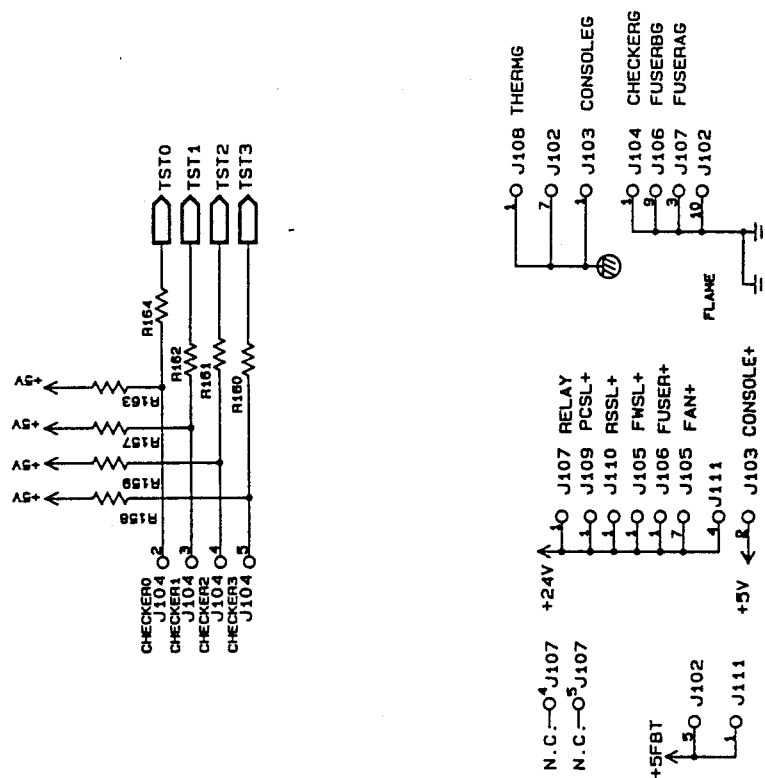 +5V
+5V
+5V
+5V
R163
R157
R159
R158
R164
R162
R161
R160
TST0
TST1
TST2
TST3
CHECKER0
J104 2
CHECKER1
J104 3
CHECKER2
J104 4
CHECKER3
J104 5
1 J108 THERMG
7 J102
1 J103 CONSOLEG
1 J104 CHECKERG
9 J106 FUSERBG
3 J107 FUSERAG
10 J102
FLAME
+24V
1 J107 RELAY
1 J109 PCSL+
1 J110 RSSL+
1 J105 FWSL+
1 J106 FUSER+
7 J105 FAN+
4 J111
+5V
2 J103 CONSOLE+
N.C. 4 J107
N.C. 5 J107
+5FBT
5 J102
1 J111